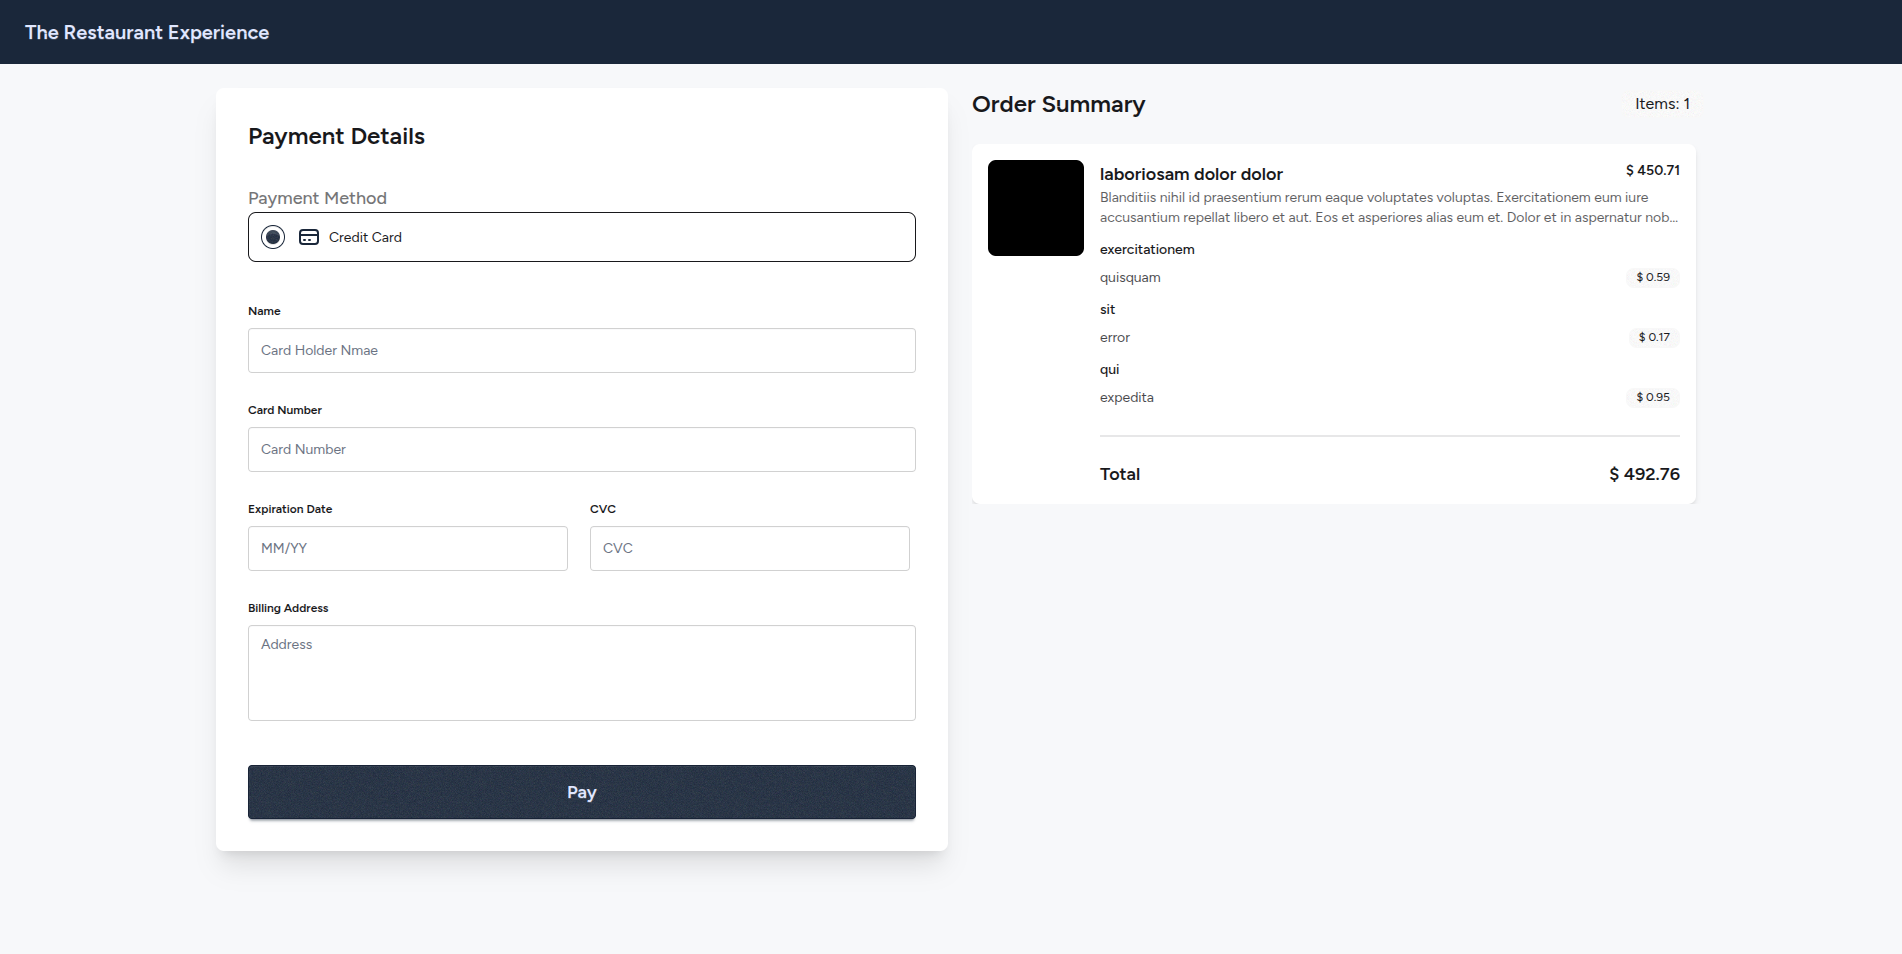 The Restaurant Experience
Payment Details
Payment Method
Credit Card
Name
Card Holder Nmae
Card Number
Card Number
Expiration Date
CVC
MM/YY
CVC
Billing Address
Address
Pay
Order Summary
Items: 1
laboriosam dolor dolor
$ 450.71
Blanditiis nihil id praesentium rerum eaque voluptates voluptas. Exercitationem eum iure
accusantium repellat libero et aut. Eos et asperiores alias eum et. Dolor et in aspernatur nob...
exercitationem
quisquam
$ 0.59
sit
error
$ 0.17
qui
expedita
$ 0.95
Total
$ 492.76